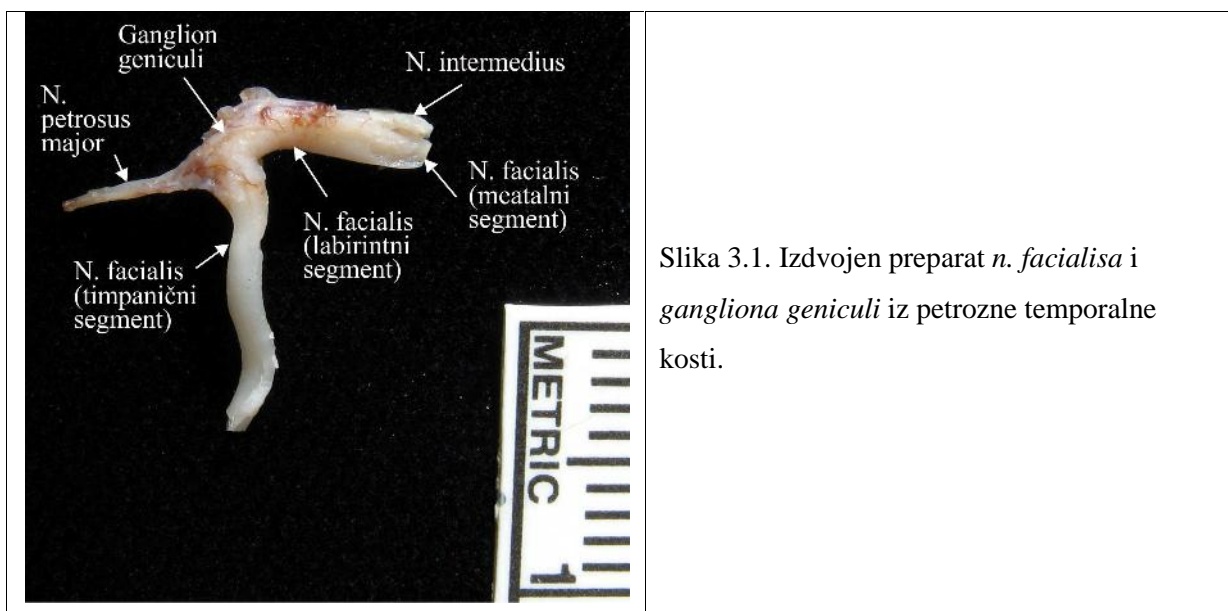 Ganglion
geniculi
N. intermedius
N.
petrosus
major
N. facialis
(meatalni
segment)
N. facialis
(labirintni
segment)
N. facialis
(timpanični
segment)
METRIC
1
Slika 3.1. Izdvojen preparat n. facialisa i
gangliona geniculi iz petrozne temporalne
kosti.